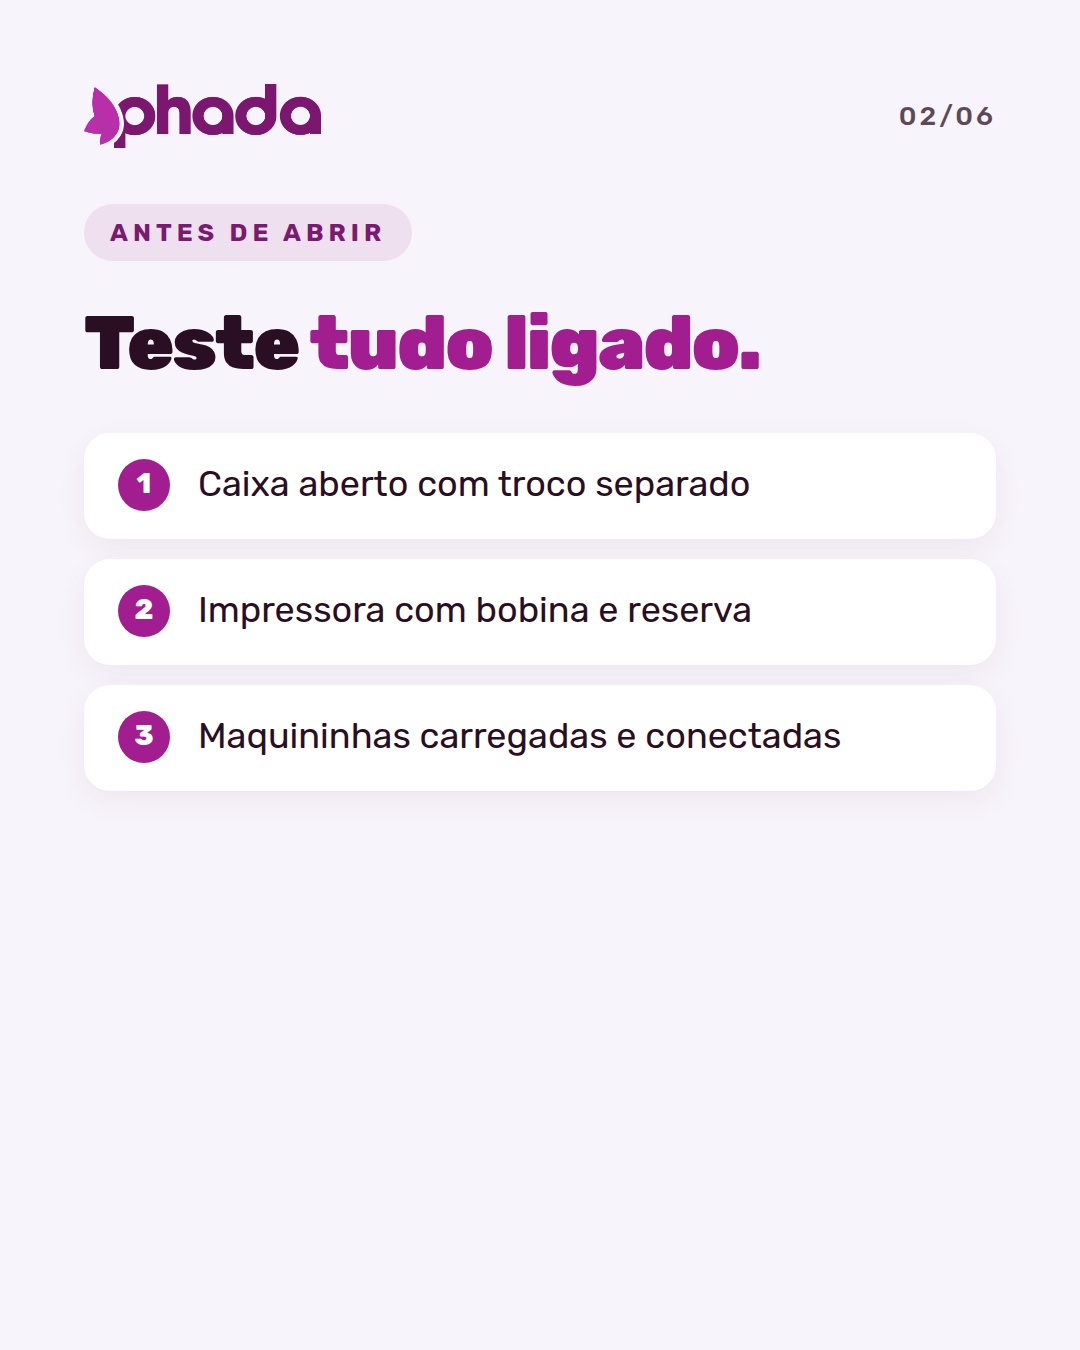 phada
02/06
ANTES DE ABRIR
Teste tudo ligado.
1 Caixa aberto com troco separado
2 Impressora com bobina e reserva
3 Maquininhas carregadas e conectadas